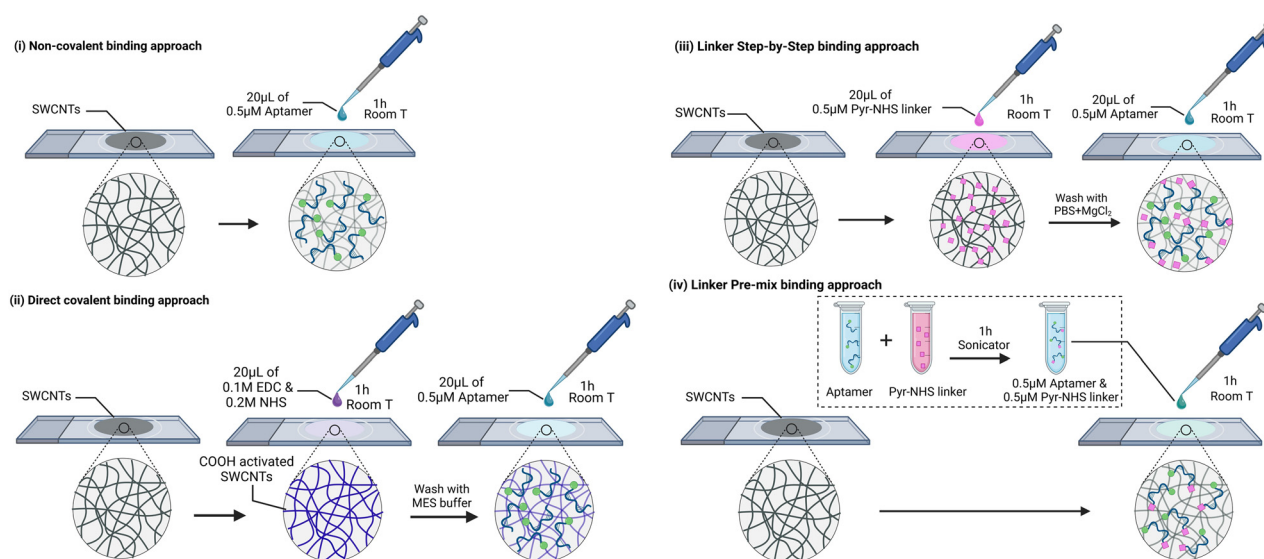 (i) Non-covalent binding approach
SWCNTs
20µL of
0.5µM Aptamer
1h
Room T
(ii) Direct covalent binding approach
SWCNTs
20µL of
0.1M EDC &
0.2M NHS
1h
Room T
20µL of
0.5µM Aptamer
1h
Room T
COOH activated
SWCNTs
Wash with
MES buffer
(iii) Linker Step-by-Step binding approach
SWCNTs
20µL of
0.5µM Pyr-NHS linker
1h
Room T
20µL of
0.5µM Aptamer
1h
Room T
Wash with
PBS+MgCl₂
(iv) Linker Pre-mix binding approach
+
1h
Sonicator
Aptamer
Pyr-NHS linker
0.5µM Aptamer &
0.5µM Pyr-NHS linker
1h
Room T
SWCNTs